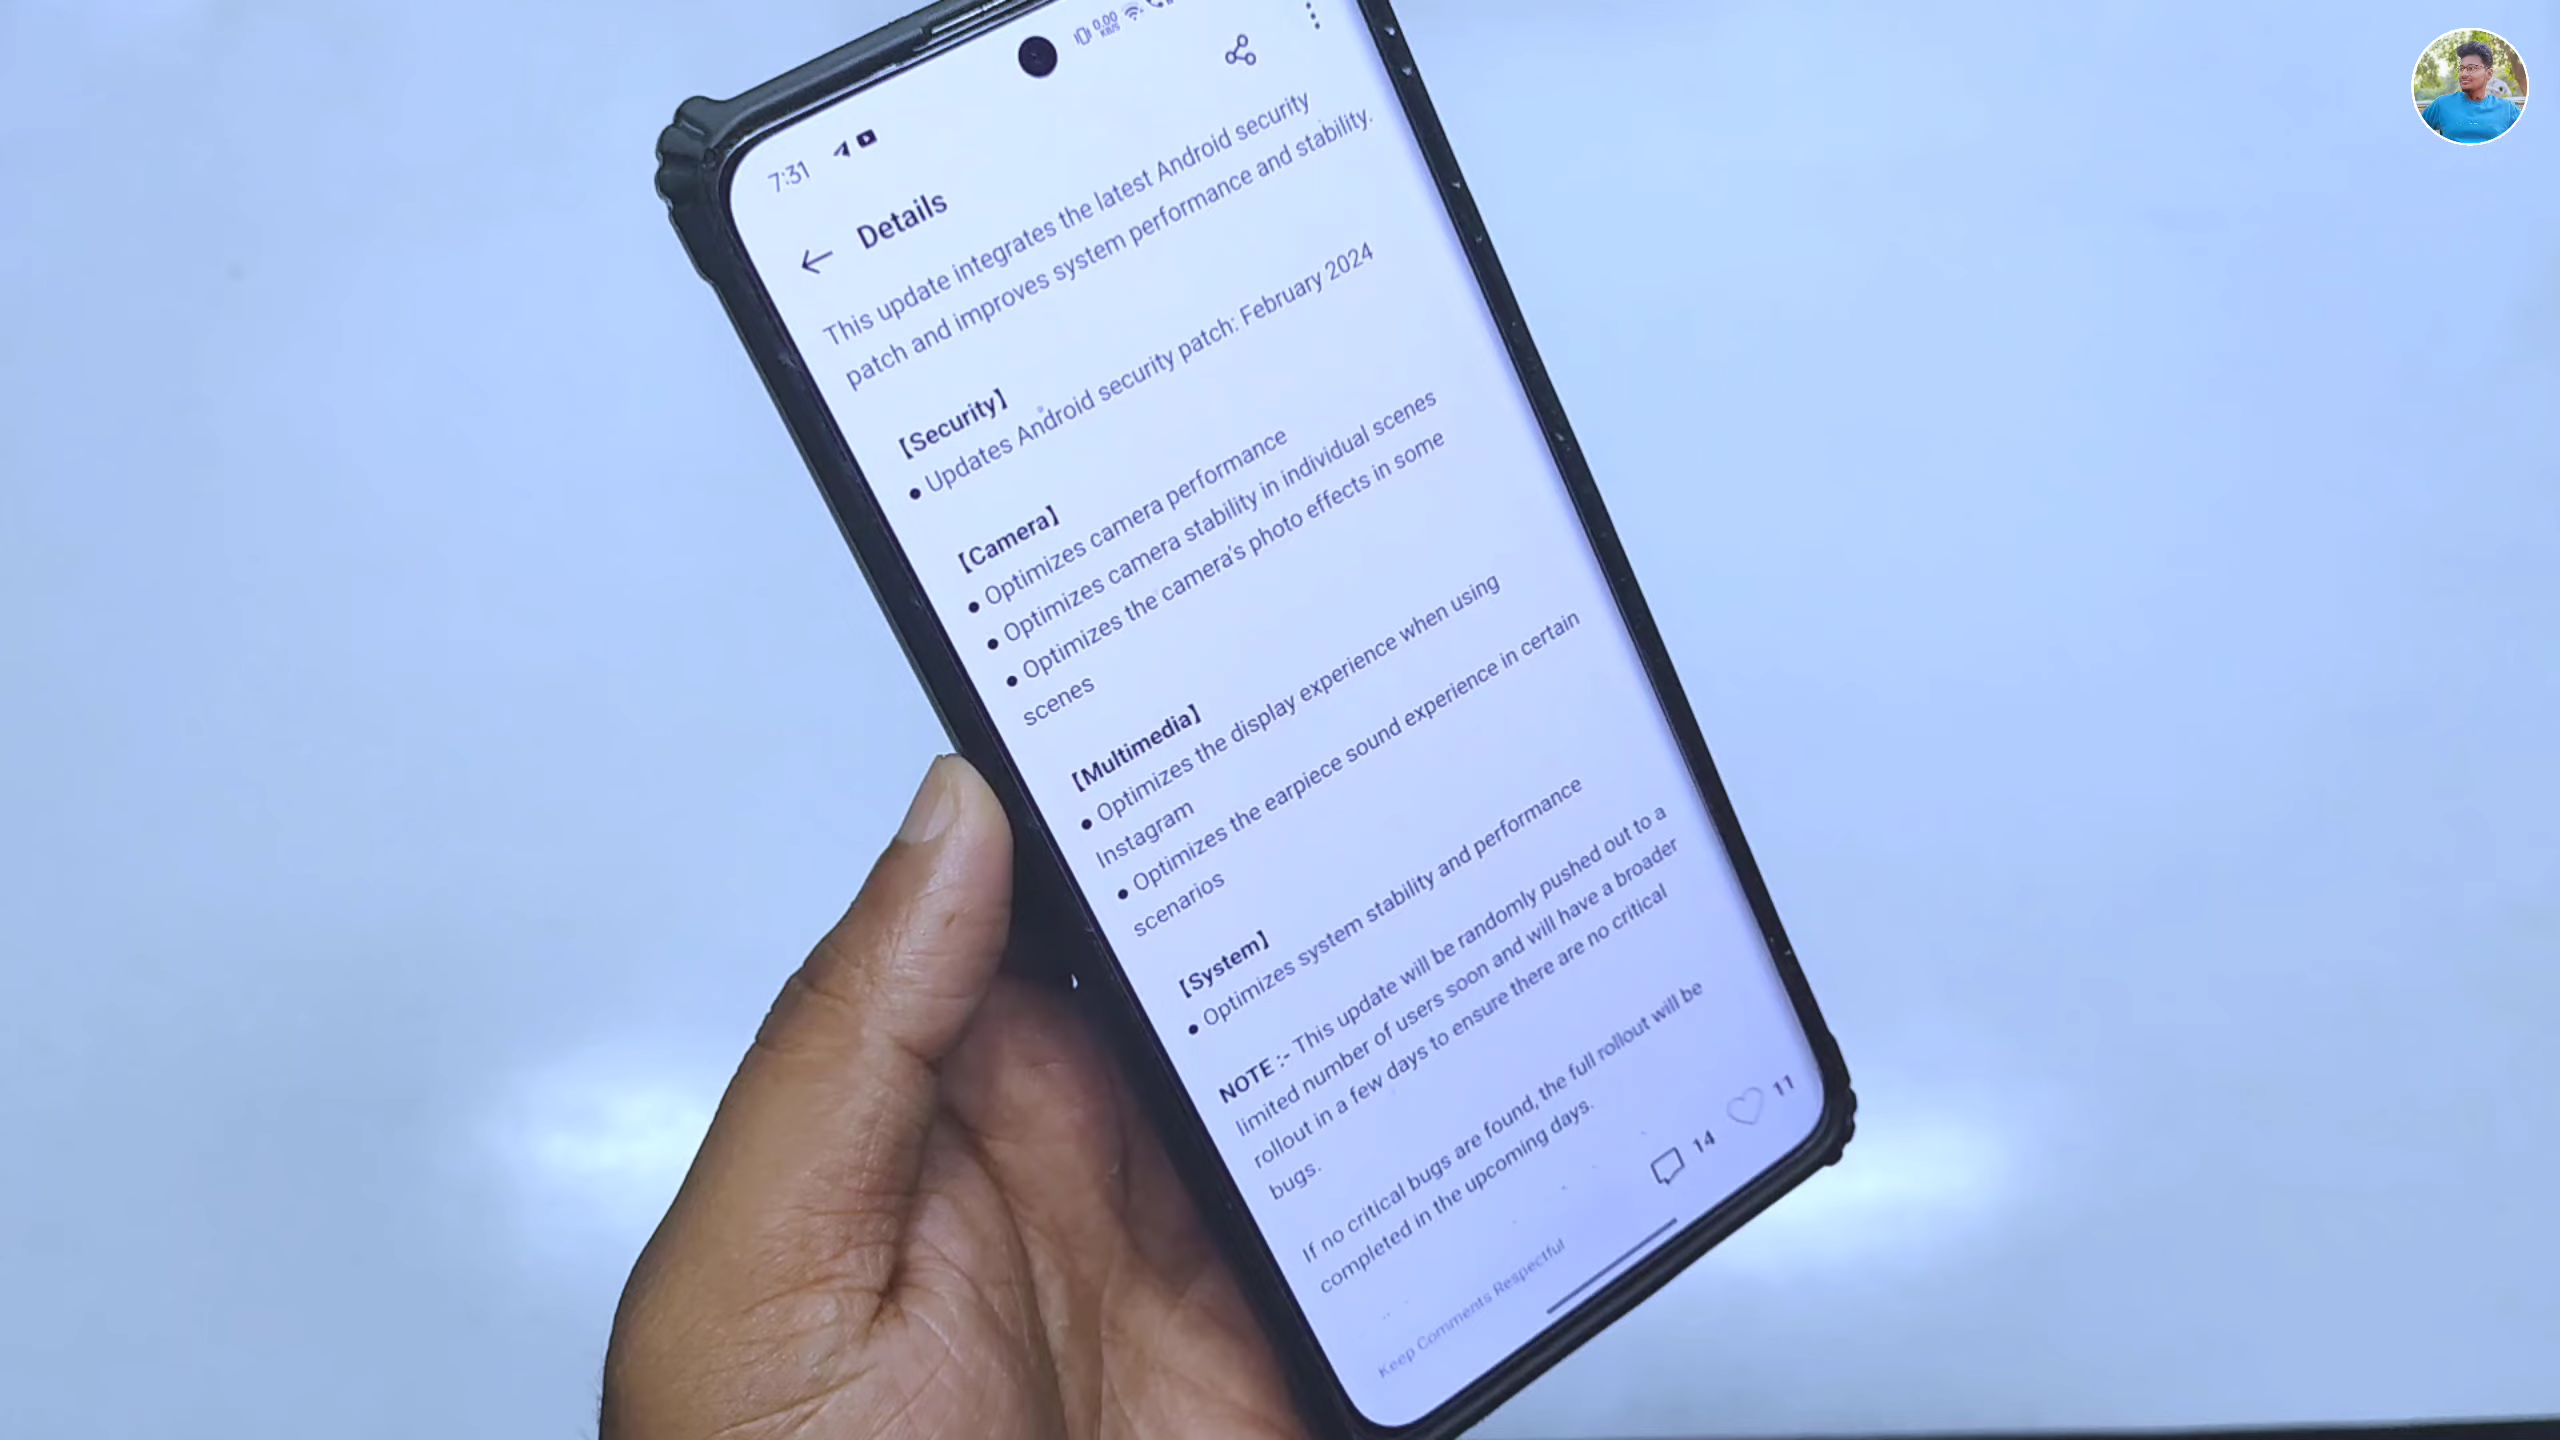 7:31
0.00
KB/S
Details
This update integrates the latest Android security
patch and improves system performance and stability.
【Security】
● Updates Android security patch: February 2024
【Camera】
● Optimizes camera performance
● Optimizes camera stability in individual scenes
● Optimizes the camera's photo effects in some
scenes
【Multimedia】
● Optimizes the display experience when using
Instagram
● Optimizes the earpiece sound experience in certain
scenarios
【System】
● Optimizes system stability and performance
NOTE :- This update will be randomly pushed out to a
limited number of users soon and will have a broader
rollout in a few days to ensure there are no critical
bugs.
If no critical bugs are found, the full rollout will be
completed in the upcoming days.
Keep Comments Respectful
14
11